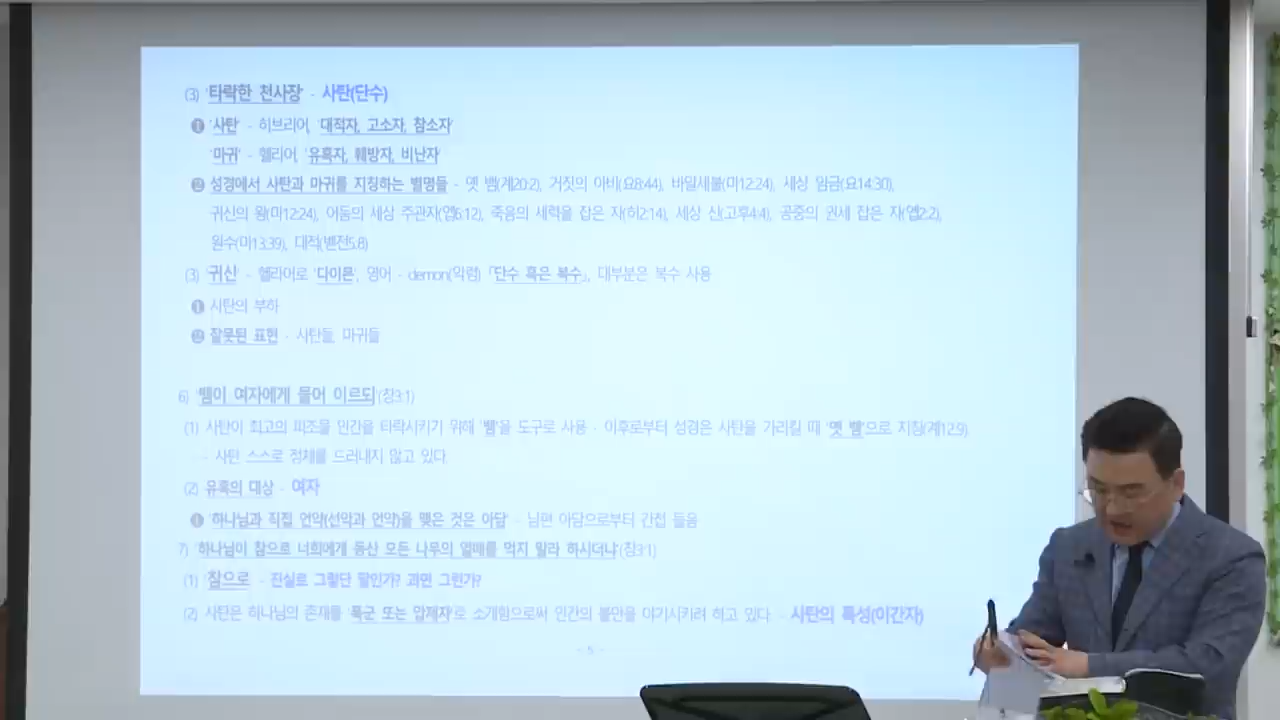 (3) '타락한 천사장' - 사탄(단수)
❶ '사탄' - 히브리어, '대적자, 고소자, 참소자'
'마귀' - 헬리어, '유혹자, 훼방자, 비난자'
❷ 성경에서 사탄과 마귀를 지칭하는 별명들 - 옛 뱀(계20:2), 거짓의 아비(요8:44), 바알세불(마12:24), 세상 임금(요14:30),
귀신의 왕(마12:24), 어둠의 세상 주관자(엡6:12), 죽음의 세력을 잡은 자(히2:14), 세상 신(고후4:4), 공중의 권세 잡은 자(엡2:2),
원수(마13:39), 대적(벧전5:8)
(3) '귀신' - 헬라어로 '다이몬', 영어 - demon(악령) 「단수 혹은 복수」, 대부분은 복수 사용
❶ 사탄의 부하
❷ 잘못된 표현 - 사탄들, 마귀들
6) '뱀이 여자에게 물어 이르되'(창3:1)
(1) 사탄이 최고의 피조물 인간을 타락시키기 위해 '뱀'을 도구로 사용 - 이후로부터 성경은 사탄을 가리킬 때 '옛 뱀'으로 지칭(계12:9).
- 사탄 스스로 정체를 드러내지 않고 있다.
(2) 유혹의 대상 - 여자
❶ '하나님과 직접 언약(선악과 언약)을 맺은 것은 아담' - 남편 아담으로부터 간접 들음
7) '하나님이 참으로 너희에게 동산 모든 나무의 열매를 먹지 말라 하시더냐'(창3:1)
(1) '참으로' - 진실로 그렇단 말인가? 과연 그런가?
(2) 사탄은 하나님의 존재를 '폭군 또는 압제자'로 소개함으로써 인간의 불만을 야기시키려 하고 있다. - 사탄의 특성(이간자)
- 5 -